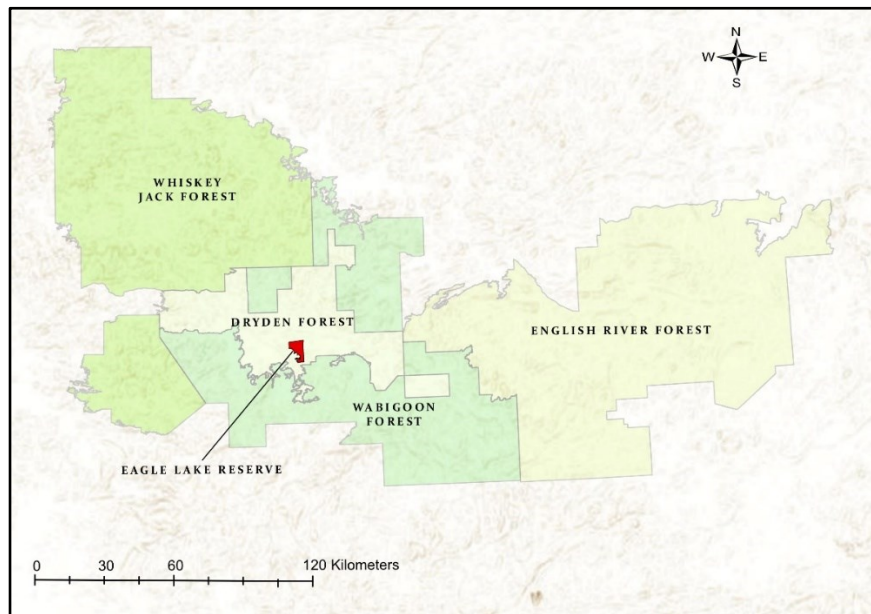 N
W E
S
WHISKEY
JACK FOREST
DRYDEN FOREST
ENGLISH RIVER FOREST
WABIGOON
FOREST
EAGLE LAKE RESERVE
0 30 60 120 Kilometers